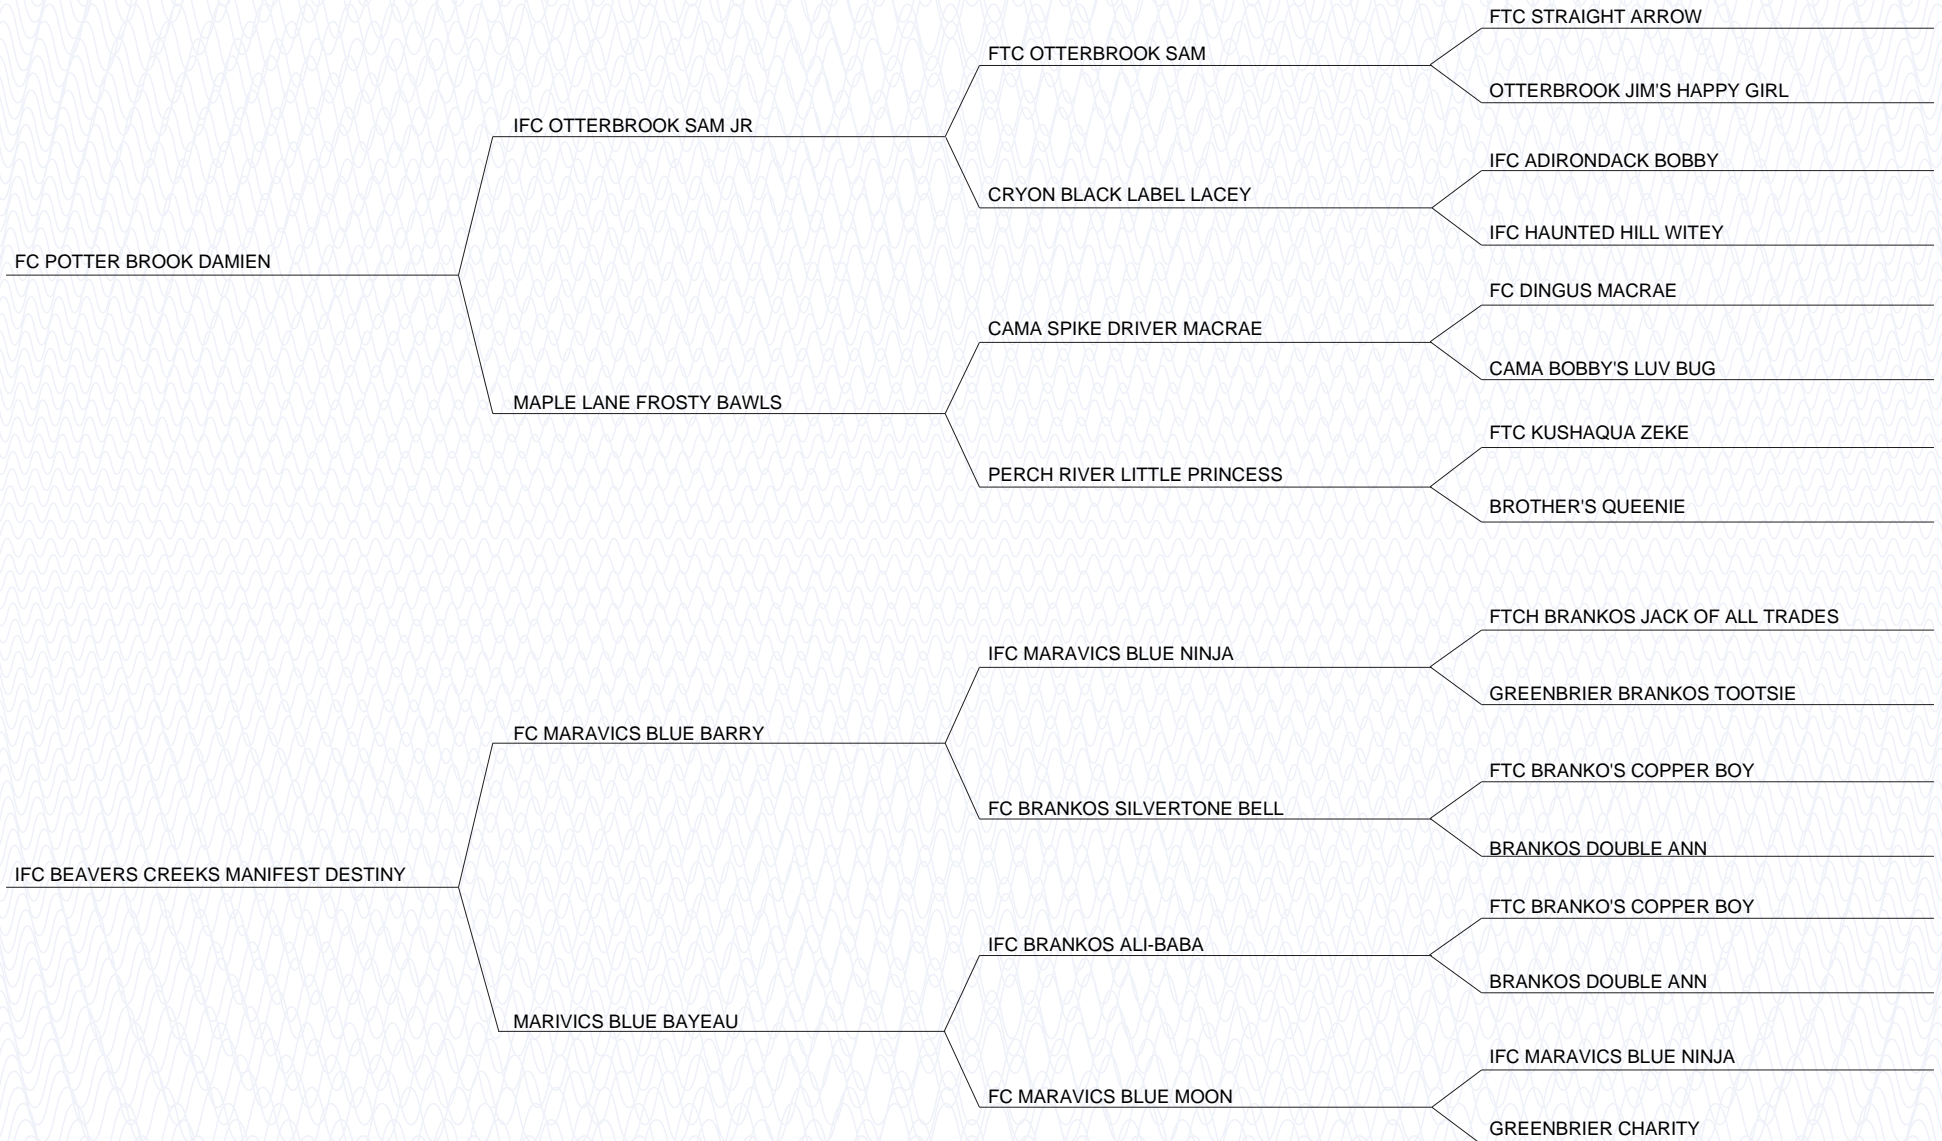 FTC STRAIGHT ARROW
FTC OTTERBROOK SAM
OTTERBROOK JIM'S HAPPY GIRL
IFC OTTERBROOK SAM JR
IFC ADIRONDACK BOBBY
CRYON BLACK LABEL LACEY
IFC HAUNTED HILL WITEY
FC POTTER BROOK DAMIEN
FC DINGUS MACRAE
CAMA SPIKE DRIVER MACRAE
CAMA BOBBY'S LUV BUG
MAPLE LANE FROSTY BAWLS
FTC KUSHAQUA ZEKE
PERCH RIVER LITTLE PRINCESS
BROTHER'S QUEENIE
FTCH BRANKOS JACK OF ALL TRADES
IFC MARAVICS BLUE NINJA
GREENBRIER BRANKOS TOOTSIE
FC MARAVICS BLUE BARRY
FTC BRANKO'S COPPER BOY
FC BRANKOS SILVERTONE BELL
BRANKOS DOUBLE ANN
IFC BEAVERS CREEKS MANIFEST DESTINY
FTC BRANKO'S COPPER BOY
IFC BRANKOS ALI-BABA
BRANKOS DOUBLE ANN
MARIVICS BLUE BAYEAU
IFC MARAVICS BLUE NINJA
FC MARAVICS BLUE MOON
GREENBRIER CHARITY